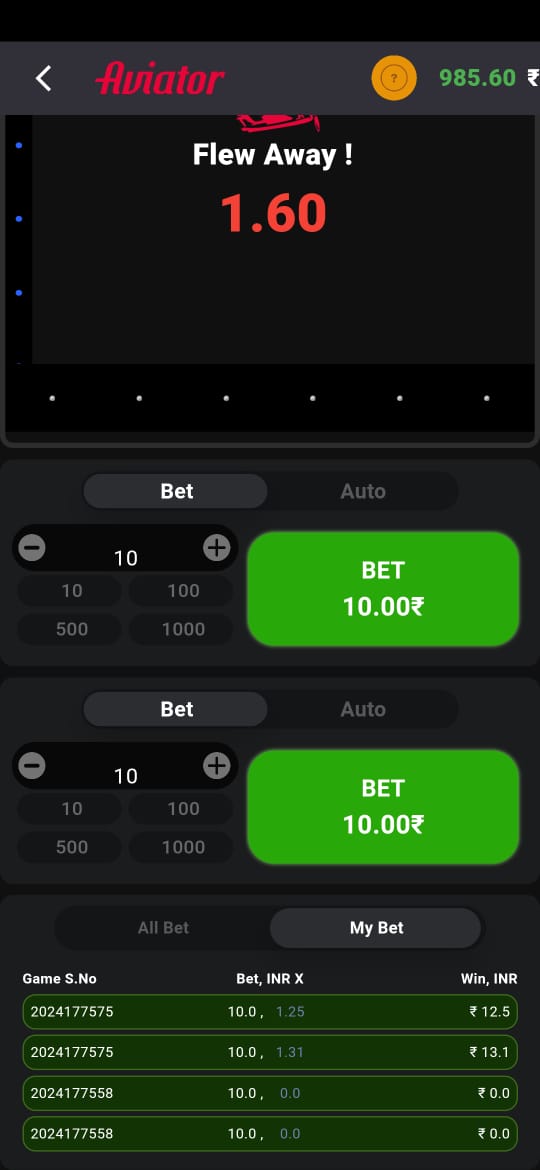 Aviator ? 985.60 ₹
Flew Away !
1.60
Bet Auto
10
10 100
500 1000
BET
10.00₹
Bet Auto
10
10 100
500 1000
BET
10.00₹
All Bet My Bet
Game S.No Bet, INR X Win, INR
2024177575 10.0 , 1.25 ₹ 12.5
2024177575 10.0 , 1.31 ₹ 13.1
2024177558 10.0 , 0.0 ₹ 0.0
2024177558 10.0 , 0.0 ₹ 0.0